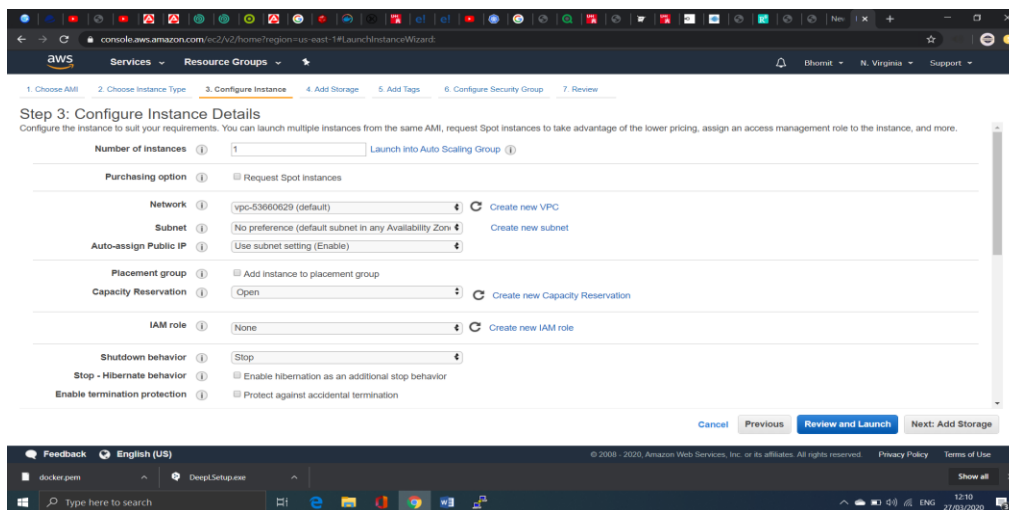 New
console.aws.amazon.com/ec2/v2/home?region=us-east-1#LaunchInstanceWizard:
aws Services Resource Groups Bhomit N. Virginia Support
1. Choose AMI 2. Choose Instance Type 3. Configure Instance 4. Add Storage 5. Add Tags 6. Configure Security Group 7. Review
Step 3: Configure Instance Details
Configure the instance to suit your requirements. You can launch multiple instances from the same AMI, request Spot instances to take advantage of the lower pricing, assign an access management role to the instance, and more.
Number of instances 1 Launch into Auto Scaling Group
Purchasing option Request Spot instances
Network vpc-53660629 (default) Create new VPC
Subnet No preference (default subnet in any Availability Zone Create new subnet
Auto-assign Public IP Use subnet setting (Enable)
Placement group Add instance to placement group
Capacity Reservation Open Create new Capacity Reservation
IAM role None Create new IAM role
Shutdown behavior Stop
Stop - Hibernate behavior Enable hibernation as an additional stop behavior
Enable termination protection Protect against accidental termination
Cancel Previous Review and Launch Next: Add Storage
Feedback English (US) © 2008 - 2020, Amazon Web Services, Inc. or its affiliates. All rights reserved. Privacy Policy Terms of Use
docker.pem DeepLSetup.exe Show all
Type here to search ENG 12:10
27/03/2020